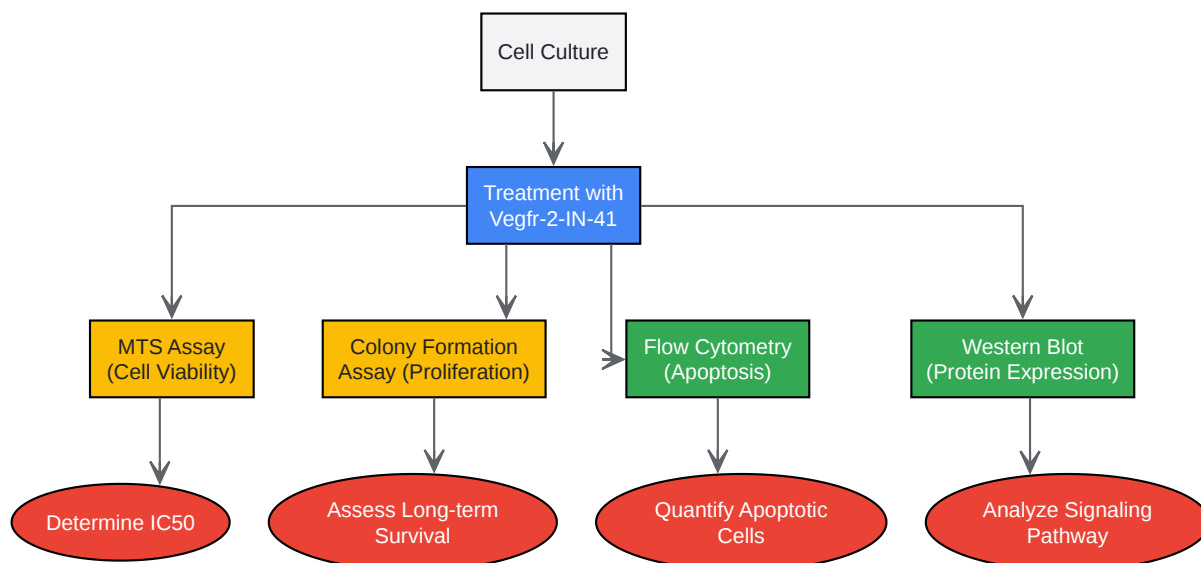 Cell Culture
Treatment with
Vegfr-2-IN-41
MTS Assay
(Cell Viability)
Colony Formation
Assay (Proliferation)
Flow Cytometry
(Apoptosis)
Western Blot
(Protein Expression)
Determine IC50
Assess Long-term
Survival
Quantify Apoptotic
Cells
Analyze Signaling
Pathway